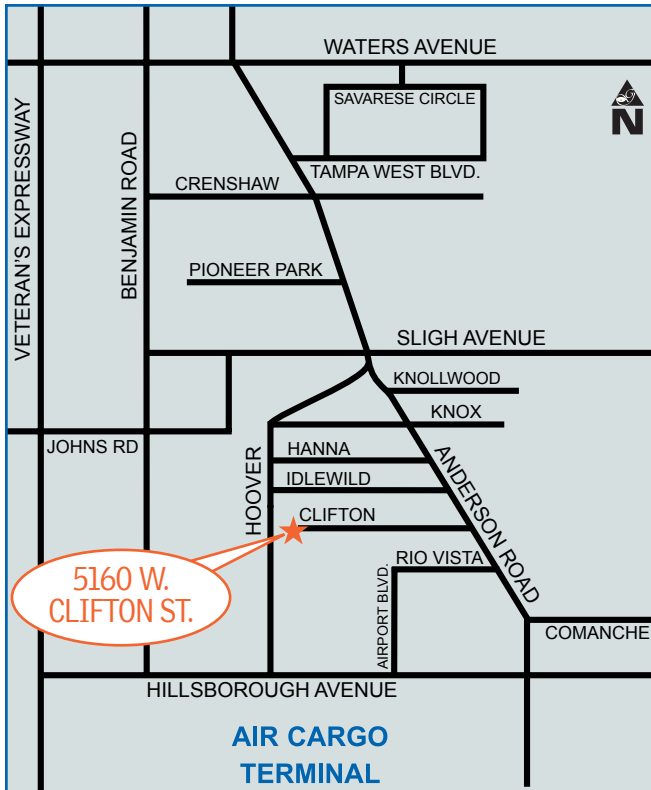 WATERS AVENUE
SAVARESE CIRCLE
N
TAMPA WEST BLVD.
CRENSHAW
VETERAN'S EXPRESSWAY
BENJAMIN ROAD
PIONEER PARK
SLIGH AVENUE
KNOLLWOOD
KNOX
JOHNS RD
HOOVER
HANNA
IDLEWILD
ANDERSON ROAD
CLIFTON
5160 W.
CLIFTON ST.
RIO VISTA
AIRPORT BLVD.
COMANCHE
HILLSBOROUGH AVENUE
AIR CARGO
TERMINAL